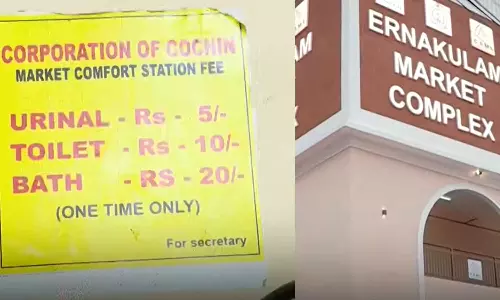 CORPORATION OF COCHIN
MARKET COMFORT STATION FEE
URINAL - Rs - 5/-
TOILET - Rs - 10/-
BATH - RS - 20/-
(ONE TIME ONLY)
For secretary
ERNAKULAM
MARKET
COMPLEX
AM